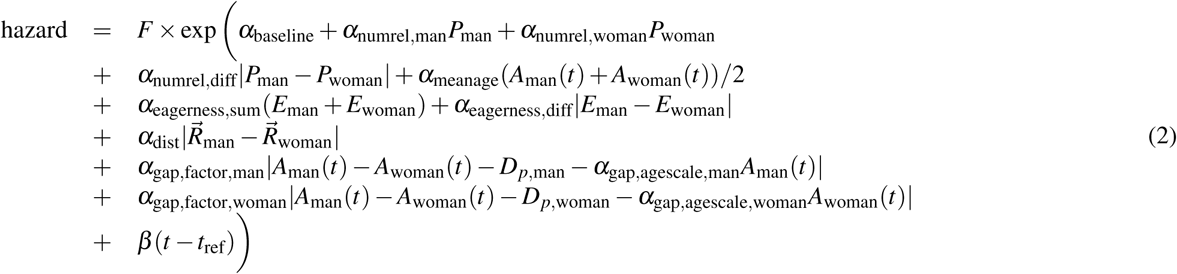 hazard = F × exp( α_baseline + α_numrel,man P_man + α_numrel,woman P_woman
+ α_numrel,diff |P_man − P_woman| + α_meanage (A_man(t) + A_woman(t))/2
+ α_eagerness,sum (E_man + E_woman) + α_eagerness,diff |E_man − E_woman|
+ α_dist |R⃗_man − R⃗_woman| (2)
+ α_gap,factor,man |A_man(t) − A_woman(t) − D_p,man − α_gap,agescale,man A_man(t)|
+ α_gap,factor,woman |A_man(t) − A_woman(t) − D_p,woman − α_gap,agescale,woman A_woman(t)|
+ β(t − t_ref) )